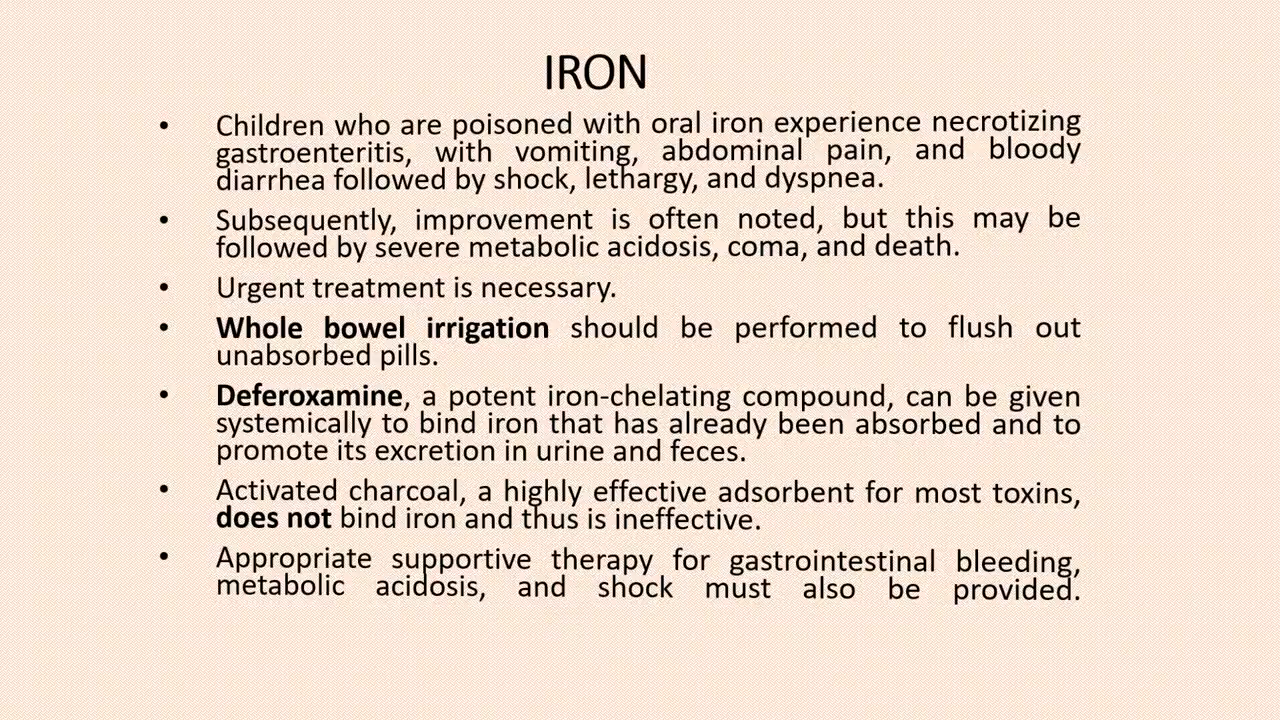 IRON
• Children who are poisoned with oral iron experience necrotizing
gastroenteritis, with vomiting, abdominal pain, and bloody
diarrhea followed by shock, lethargy, and dyspnea.
• Subsequently, improvement is often noted, but this may be
followed by severe metabolic acidosis, coma, and death.
• Urgent treatment is necessary.
• Whole bowel irrigation should be performed to flush out
unabsorbed pills.
• Deferoxamine, a potent iron-chelating compound, can be given
systemically to bind iron that has already been absorbed and to
promote its excretion in urine and feces.
• Activated charcoal, a highly effective adsorbent for most toxins,
does not bind iron and thus is ineffective.
• Appropriate supportive therapy for gastrointestinal bleeding,
metabolic acidosis, and shock must also be provided.